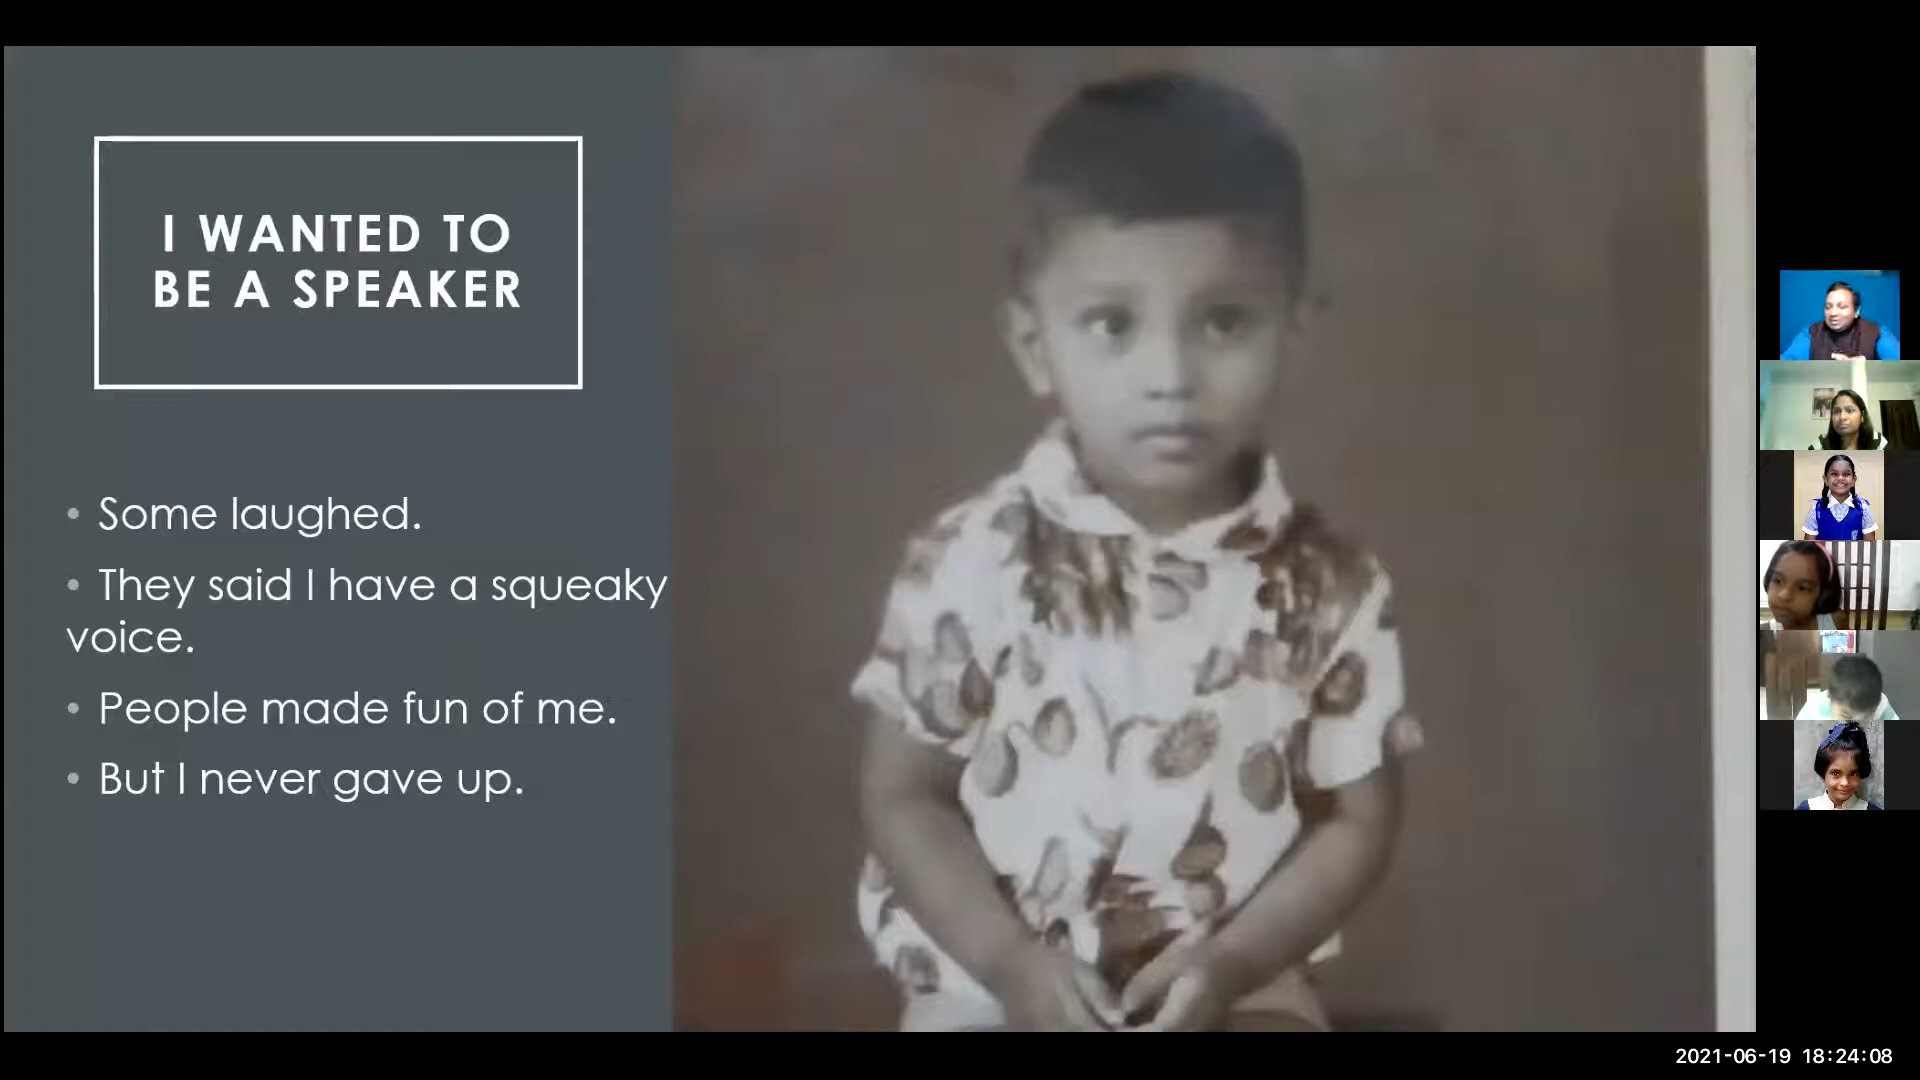 I WANTED TO
BE A SPEAKER
• Some laughed.
• They said I have a squeaky
voice.
• People made fun of me.
• But I never gave up.
2021-06-19 18:24:08